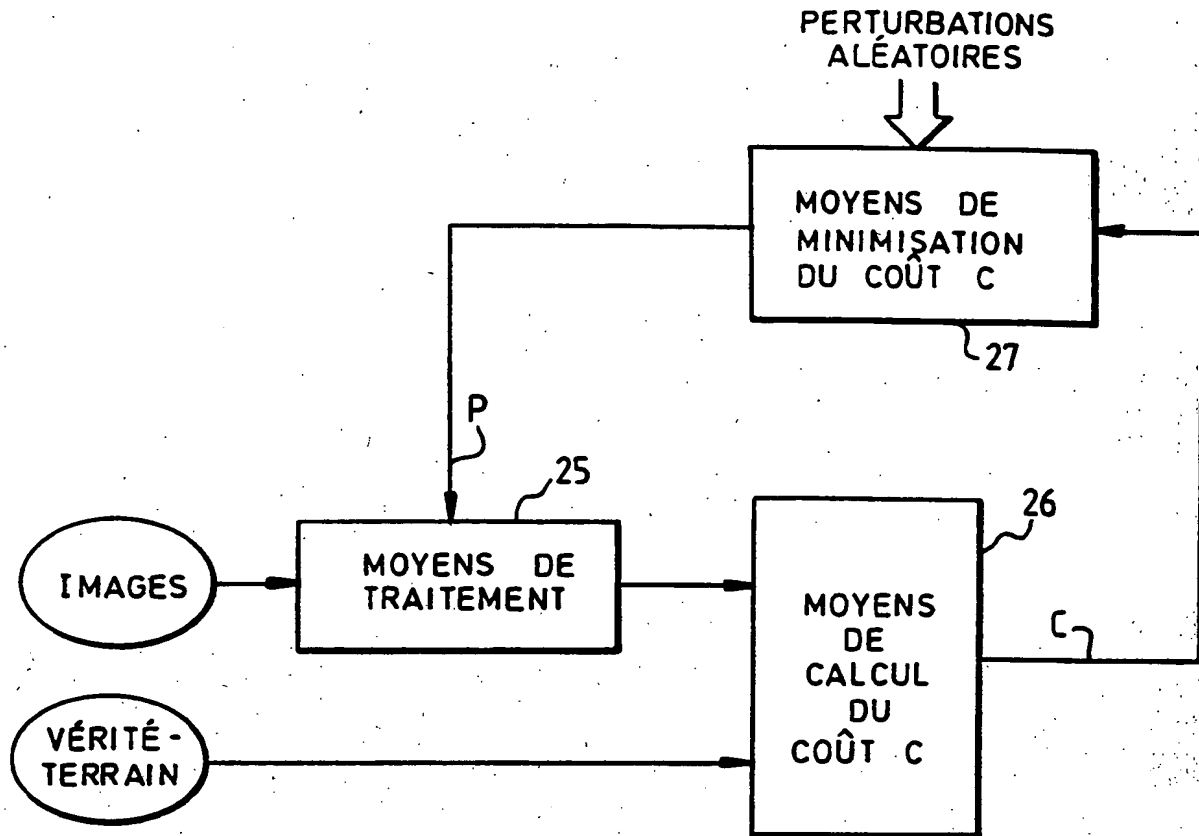 PERTURBATIONS
ALÉATOIRES
MOYENS DE
MINIMISATION
DU COÛT C
27
P
25
26
IMAGES
MOYENS DE
TRAITEMENT
MOYENS
DE
CALCUL
DU
COÛT C
C
VÉRITÉ-
TERRAIN